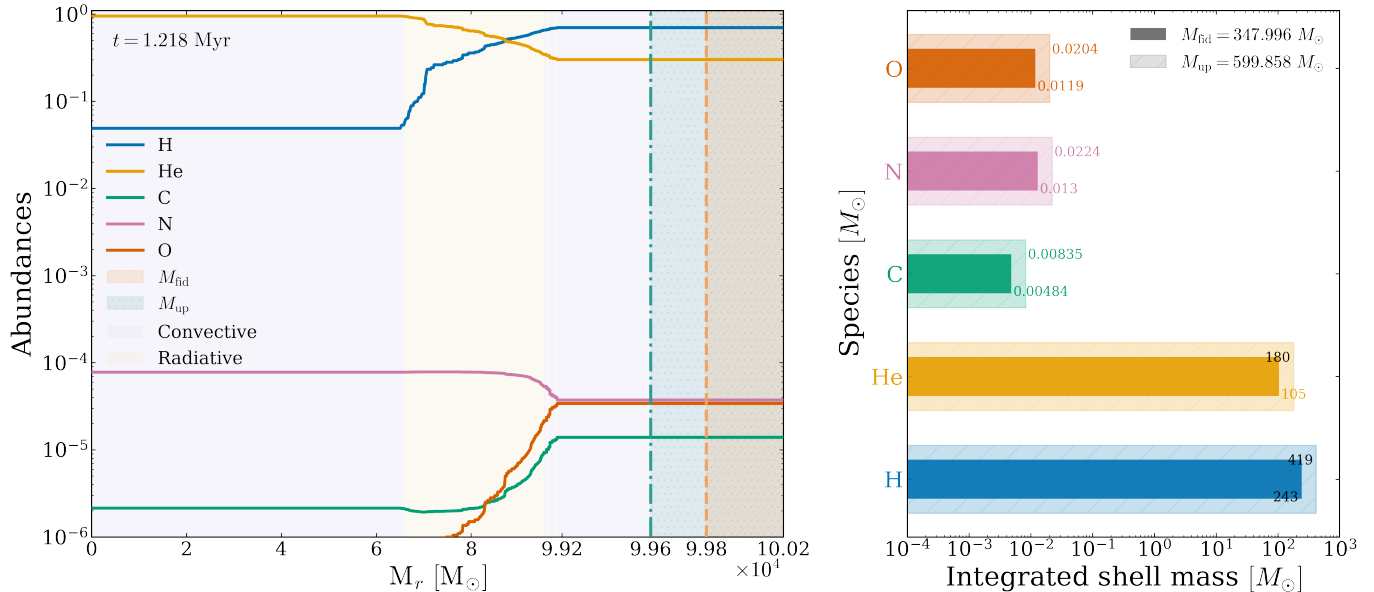 t = 1.218 Myr
Abundances
10^0
10^-1
10^-2
10^-3
10^-4
10^-5
10^-6
H
He
C
N
O
M_fid
M_up
Convective
Radiative
0 2 4 6 8 9.92 9.96 9.98 10.02
×10^4
M_r [M_⊙]
M_fid = 347.996 M_⊙
M_up = 599.858 M_⊙
Species [M_⊙]
O
0.0204
0.0119
N
0.0224
0.013
C
0.00835
0.00484
He
180
105
H
419
243
10^-4 10^-3 10^-2 10^-1 10^0 10^1 10^2 10^3
Integrated shell mass [M_⊙]